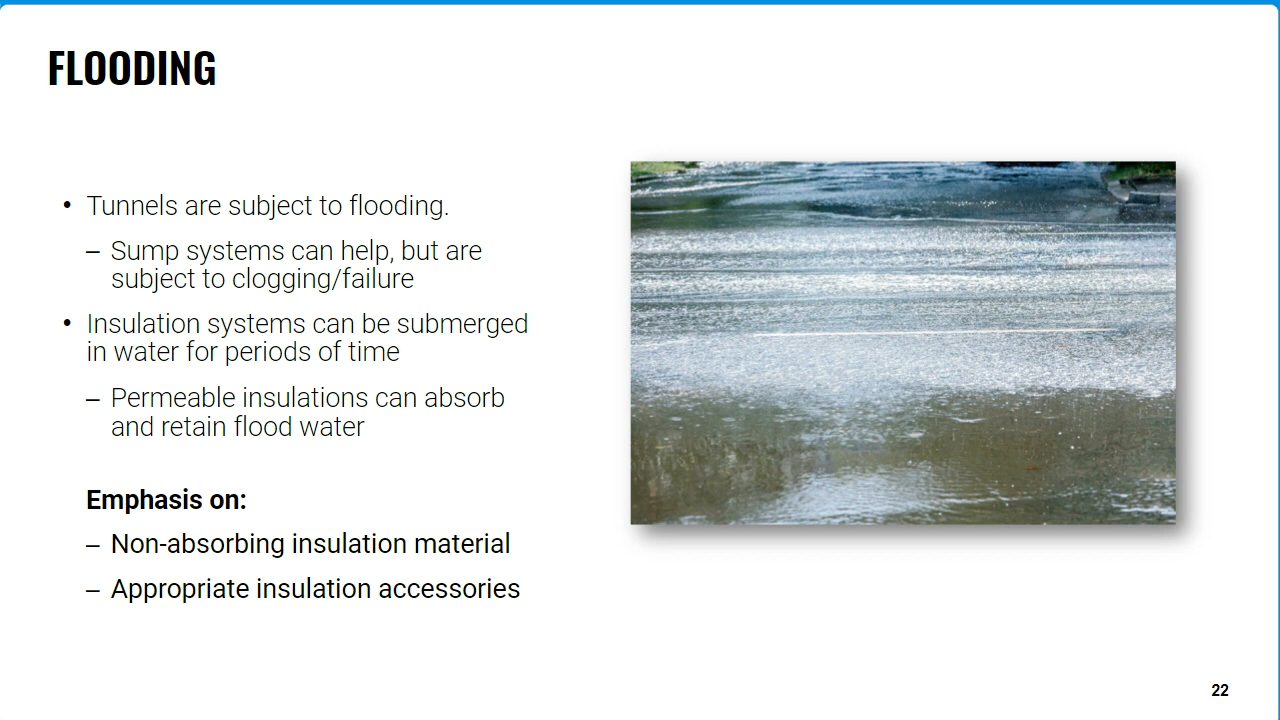 FLOODING
• Tunnels are subject to flooding.
– Sump systems can help, but are
subject to clogging/failure
• Insulation systems can be submerged
in water for periods of time
– Permeable insulations can absorb
and retain flood water
Emphasis on:
– Non-absorbing insulation material
– Appropriate insulation accessories
22